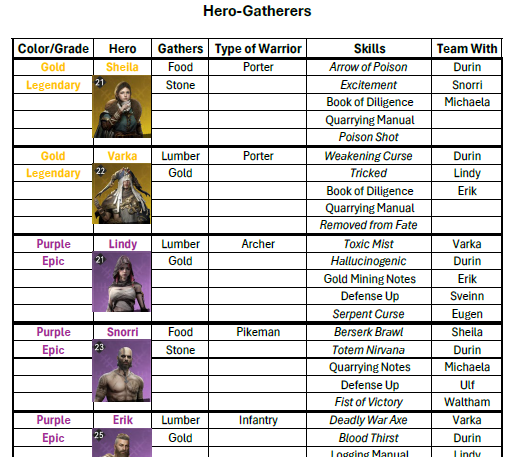 Hero-Gatherers
Color/Grade Hero Gathers Type of Warrior Skills Team With
Gold Sheila Food Porter Arrow of Poison Durin
Legendary 21 Stone Excitement Snorri
Book of Diligence Michaela
Quarrying Manual
Poison Shot
Gold Varka Lumber Porter Weakening Curse Durin
Legendary 22 Gold Tricked Lindy
Book of Diligence Erik
Quarrying Manual
Removed from Fate
Purple Lindy Lumber Archer Toxic Mist Varka
Epic 21 Gold Hallucinogenic Durin
Gold Mining Notes Erik
Defense Up Sveinn
Serpent Curse Eugen
Purple Snorri Food Pikeman Berserk Brawl Sheila
Epic 23 Stone Totem Nirvana Durin
Quarrying Notes Michaela
Defense Up Ulf
Fist of Victory Waltham
Purple Erik Lumber Infantry Deadly War Axe Varka
Epic 25 Gold Blood Thirst Durin
Logging Manual Lindy